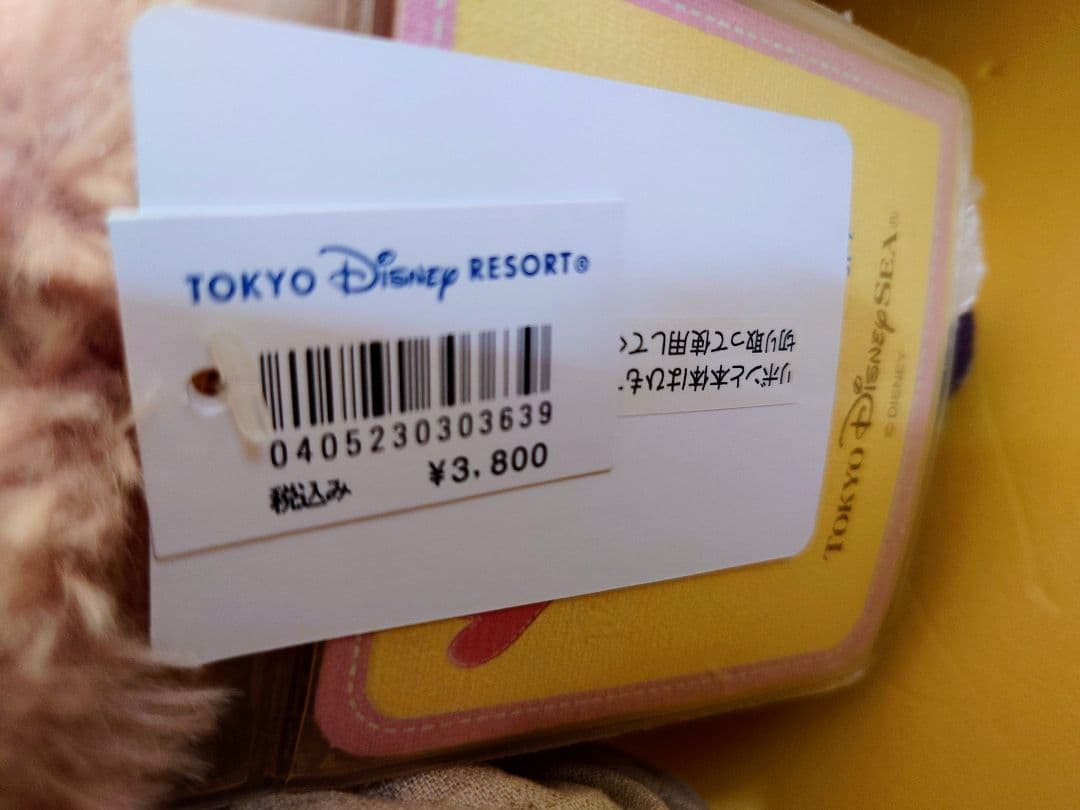 TOKYO Disney RESORT®
0405230303639
¥3,800
税込み
リボンと本体はひも
切り取って使用してく
TOKYO DISNEYSEA®
© DISNEY